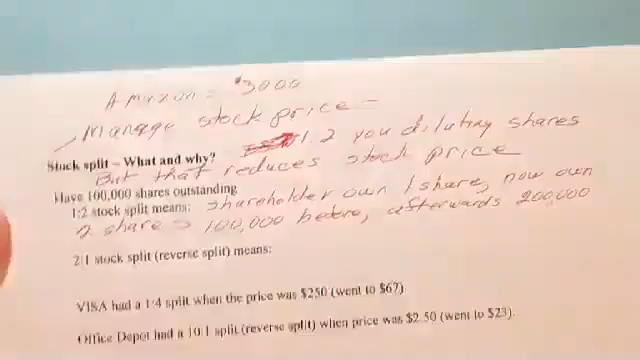 Amazon = $3000
Manage stock price -
1.2 you diluting shares
Stock split – What and why?
But that reduces stock price
Have 100,000 shares outstanding
1:2 stock split means: shareholder own 1 share, now own
2 shares 100,000 before, afterwards 200,000
2:1 stock split (reverse split) means:
VISA had a 1:4 split when the price was $250 (went to $67)
Office Depot had a 10:1 split (reverse split) when price was $2.50 (went to $23).